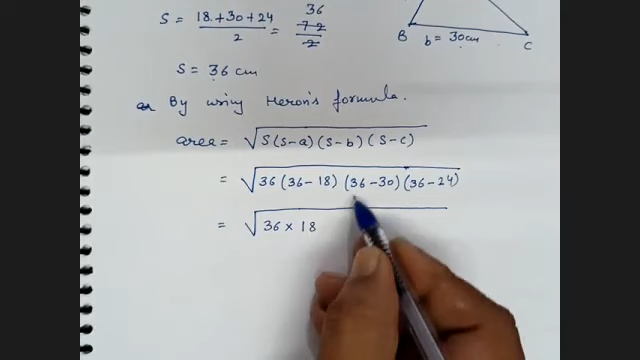 S = 18+30+24 / 2 = 72 / 2 36
B b = 30cm C
S = 36 cm
By using Heron's formula.
area = √S(S-a)(S-b)(S-c)
= √36(36-18)(36-30)(36-24)
= √36×18